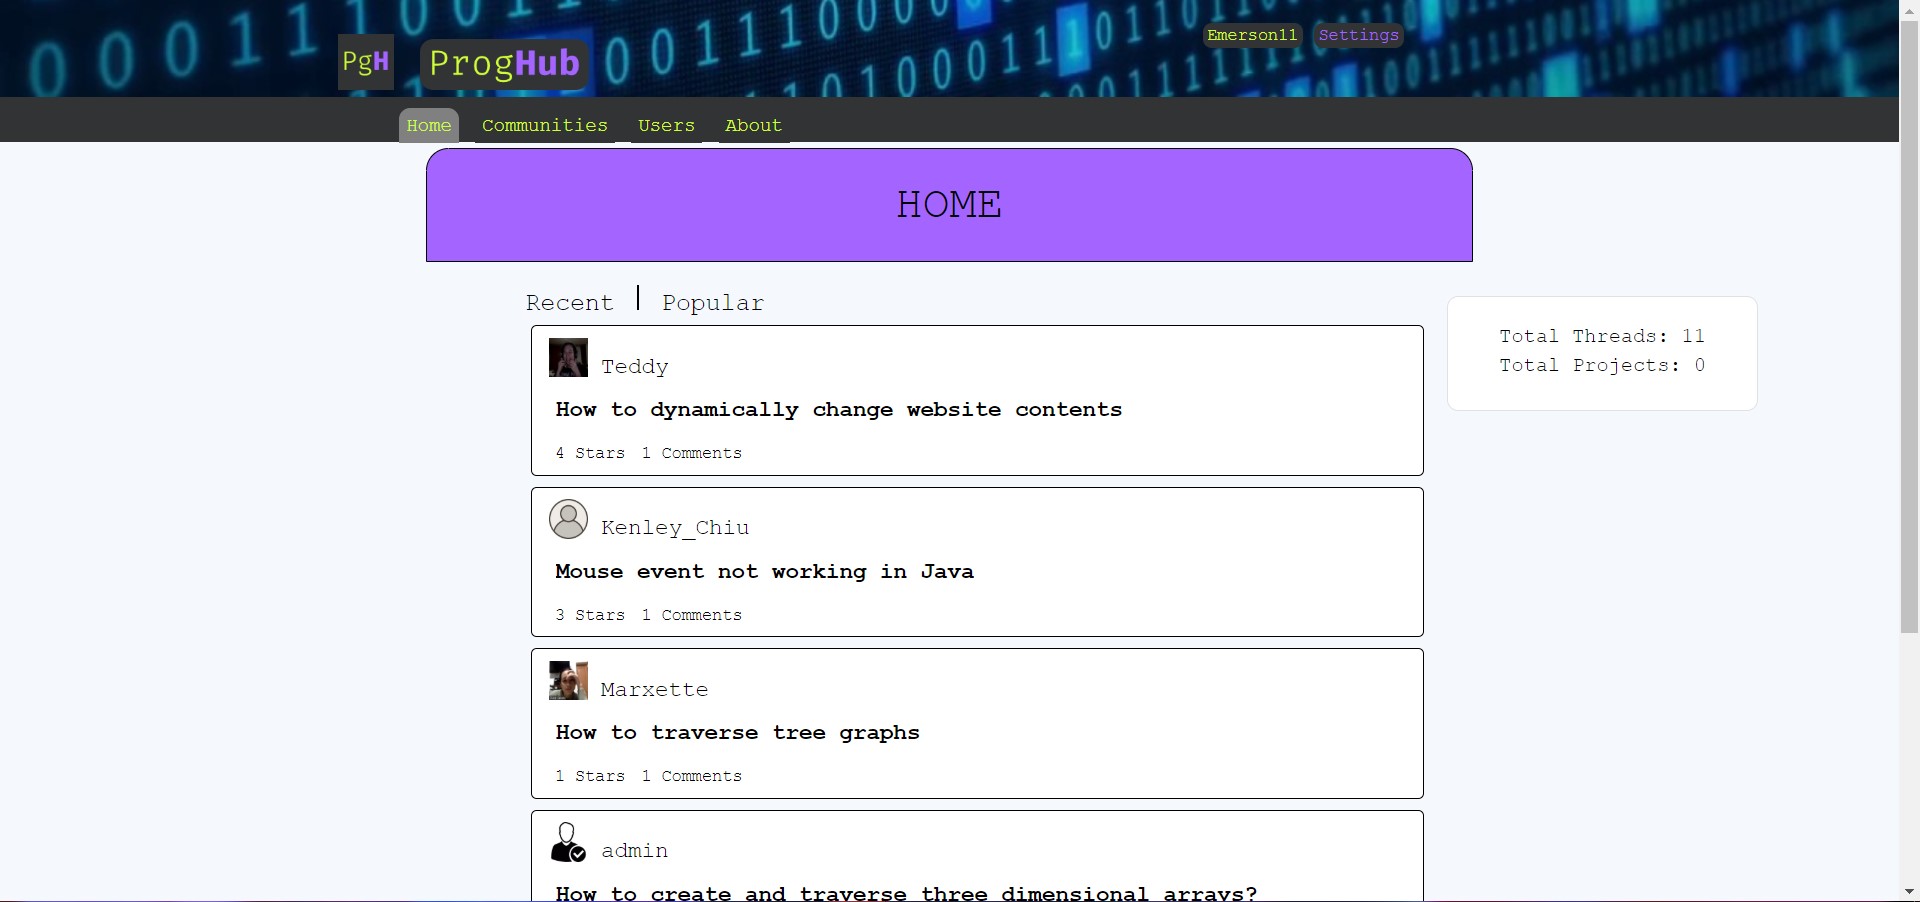 PgH ProgHub
Emerson11 Settings
Home Communities Users About
HOME
Recent | Popular
Total Threads: 11
Total Projects: 0
Teddy
How to dynamically change website contents
4 Stars 1 Comments
Kenley_Chiu
Mouse event not working in Java
3 Stars 1 Comments
Marxette
How to traverse tree graphs
1 Stars 1 Comments
admin
How to create and traverse three dimensional arrays?